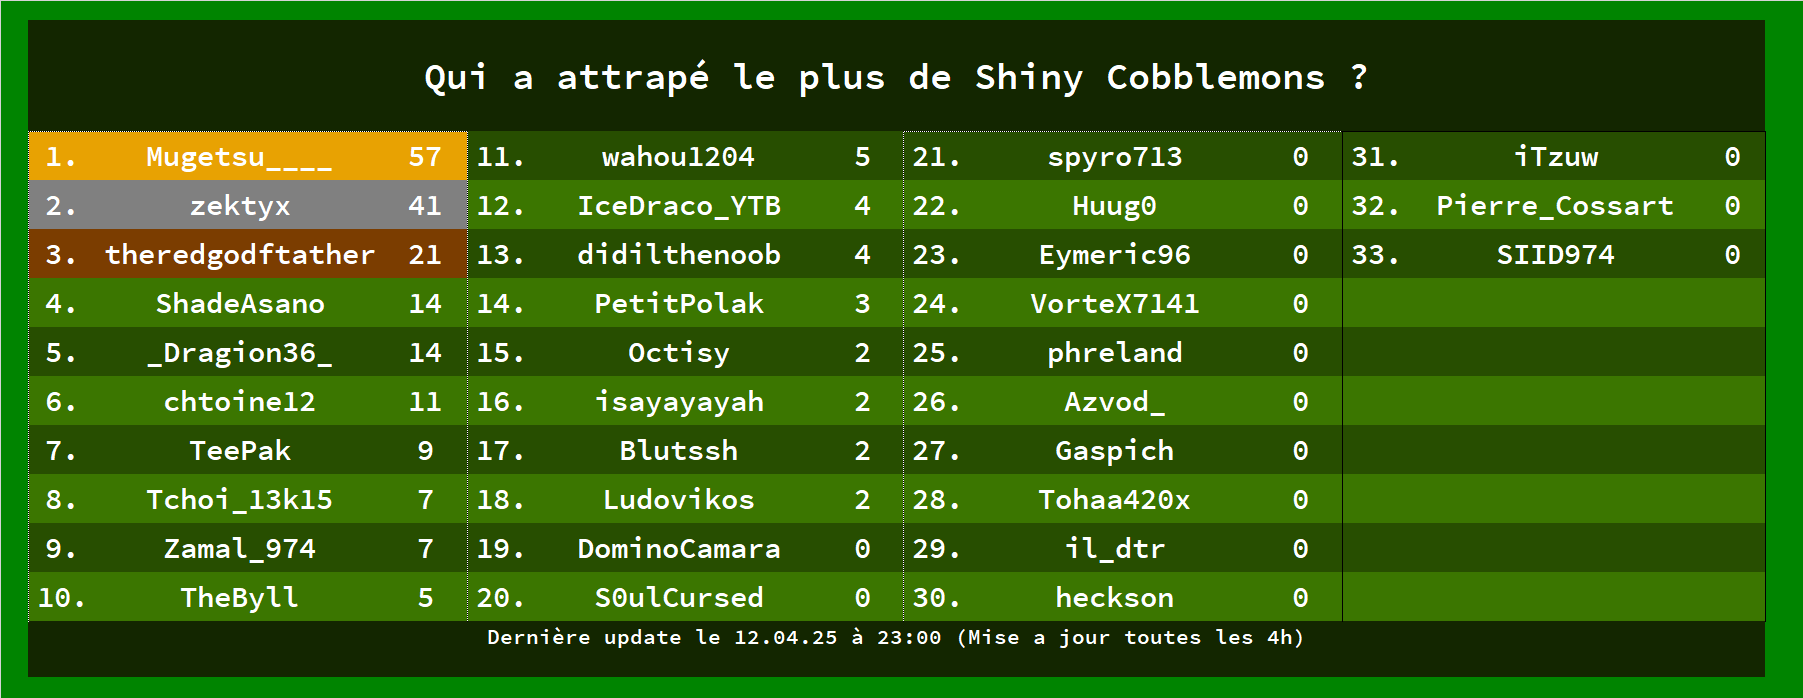 Qui a attrapé le plus de Shiny Cobblemons ?
1. Mugetsu____ 57
2. zektyx 41
3. theredgodftather 21
4. ShadeAsano 14
5. _Dragion36_ 14
6. chtoine12 11
7. TeePak 9
8. Tchoi_13k15 7
9. Zamal_974 7
10. TheByll 5
11. wahou1204 5
12. IceDraco_YTB 4
13. didilthenoob 4
14. PetitPolak 3
15. Octisy 2
16. isayayayah 2
17. Blutssh 2
18. Ludovikos 2
19. DominoCamara 0
20. S0ulCursed 0
21. spyro713 0
22. Huug0 0
23. Eymeric96 0
24. VorteX7141 0
25. phreland 0
26. Azvod_ 0
27. Gaspich 0
28. Tohaa420x 0
29. il_dtr 0
30. heckson 0
31. iTzuw 0
32. Pierre_Cossart 0
33. SIID974 0
Dernière update le 12.04.25 à 23:00 (Mise a jour toutes les 4h)